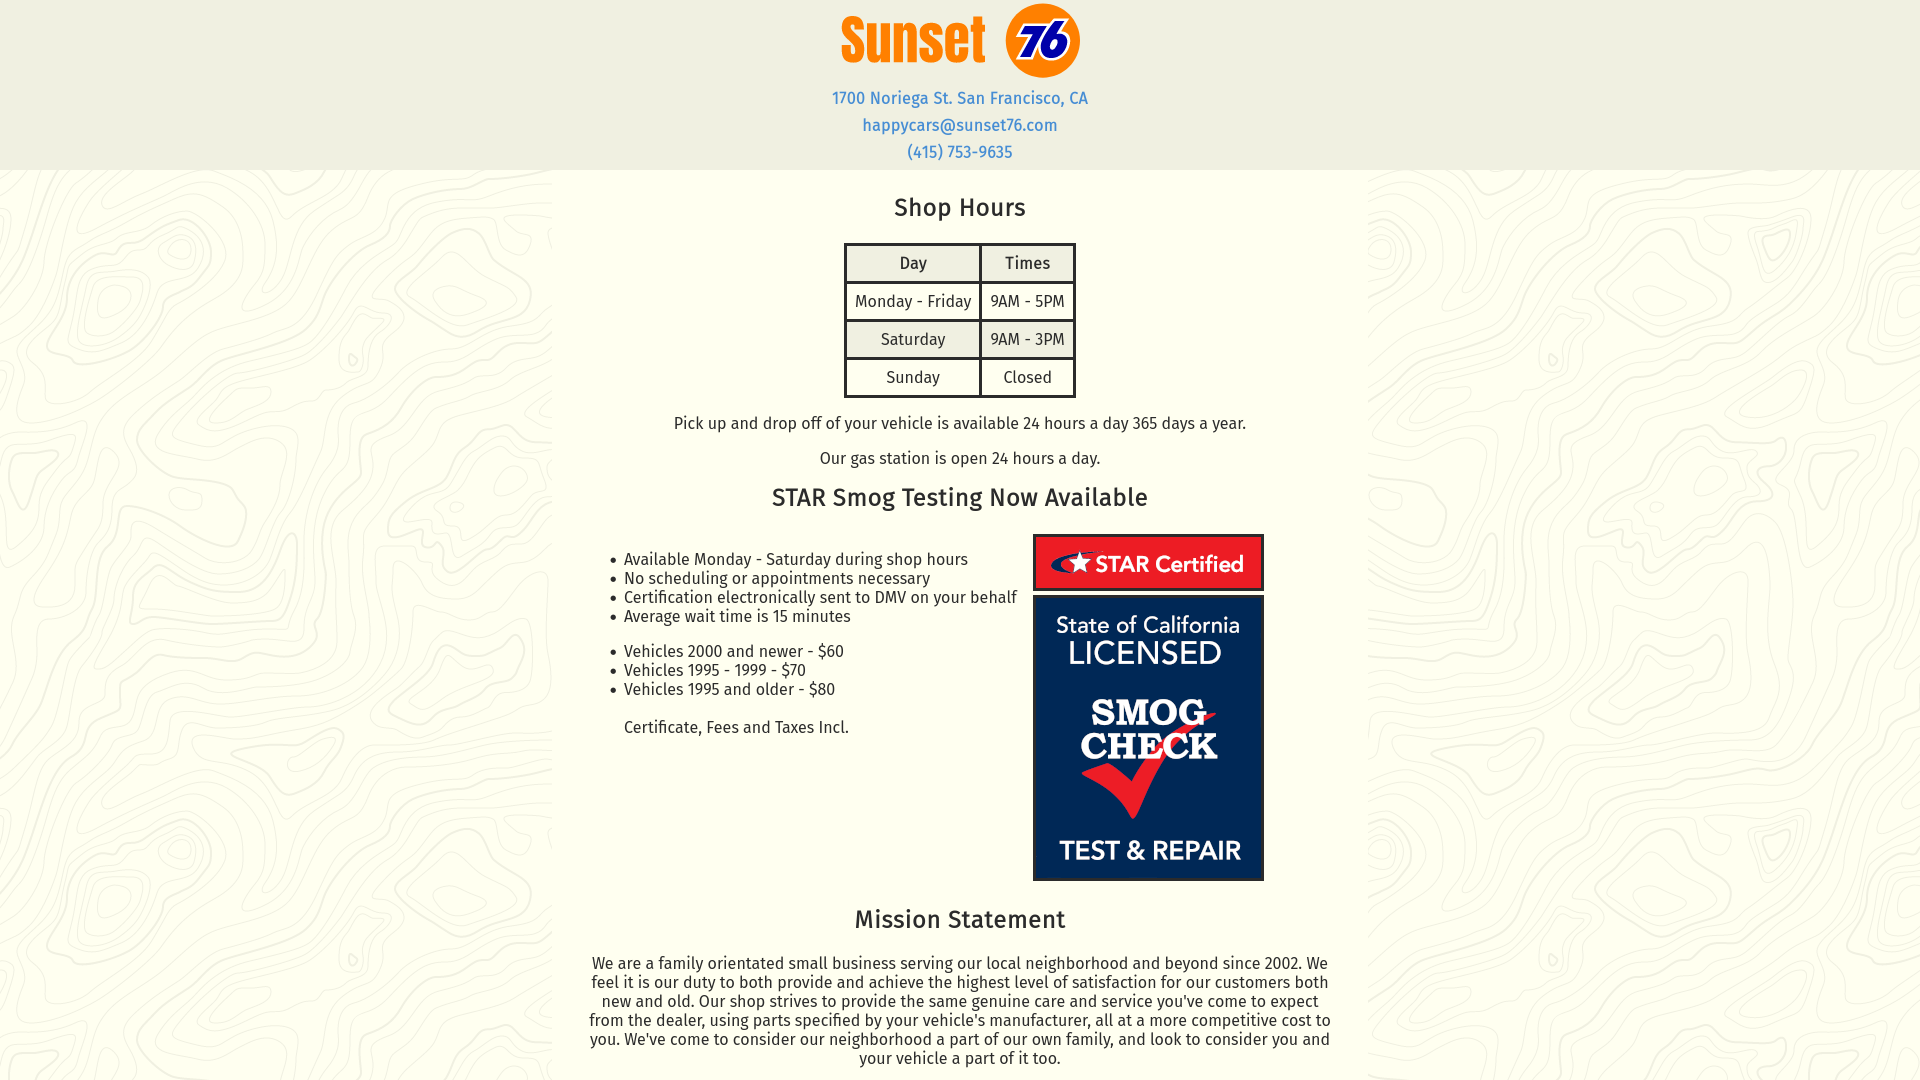 Sunset 76
1700 Noriega St. San Francisco, CA
happycars@sunset76.com
(415) 753-9635
Shop Hours
Day Times
Monday - Friday 9AM - 5PM
Saturday 9AM - 3PM
Sunday Closed
Pick up and drop off of your vehicle is available 24 hours a day 365 days a year.
Our gas station is open 24 hours a day.
STAR Smog Testing Now Available
• Available Monday - Saturday during shop hours
• No scheduling or appointments necessary
• Certification electronically sent to DMV on your behalf
• Average wait time is 15 minutes
• Vehicles 2000 and newer - $60
• Vehicles 1995 - 1999 - $70
• Vehicles 1995 and older - $80
Certificate, Fees and Taxes Incl.
STAR Certified
State of California
LICENSED
SMOG
CHECK
TEST & REPAIR
Mission Statement
We are a family orientated small business serving our local neighborhood and beyond since 2002. We
feel it is our duty to both provide and achieve the highest level of satisfaction for our customers both
new and old. Our shop strives to provide the same genuine care and service you've come to expect
from the dealer, using parts specified by your vehicle's manufacturer, all at a more competitive cost to
you. We've come to consider our neighborhood a part of our own family, and look to consider you and
your vehicle a part of it too.